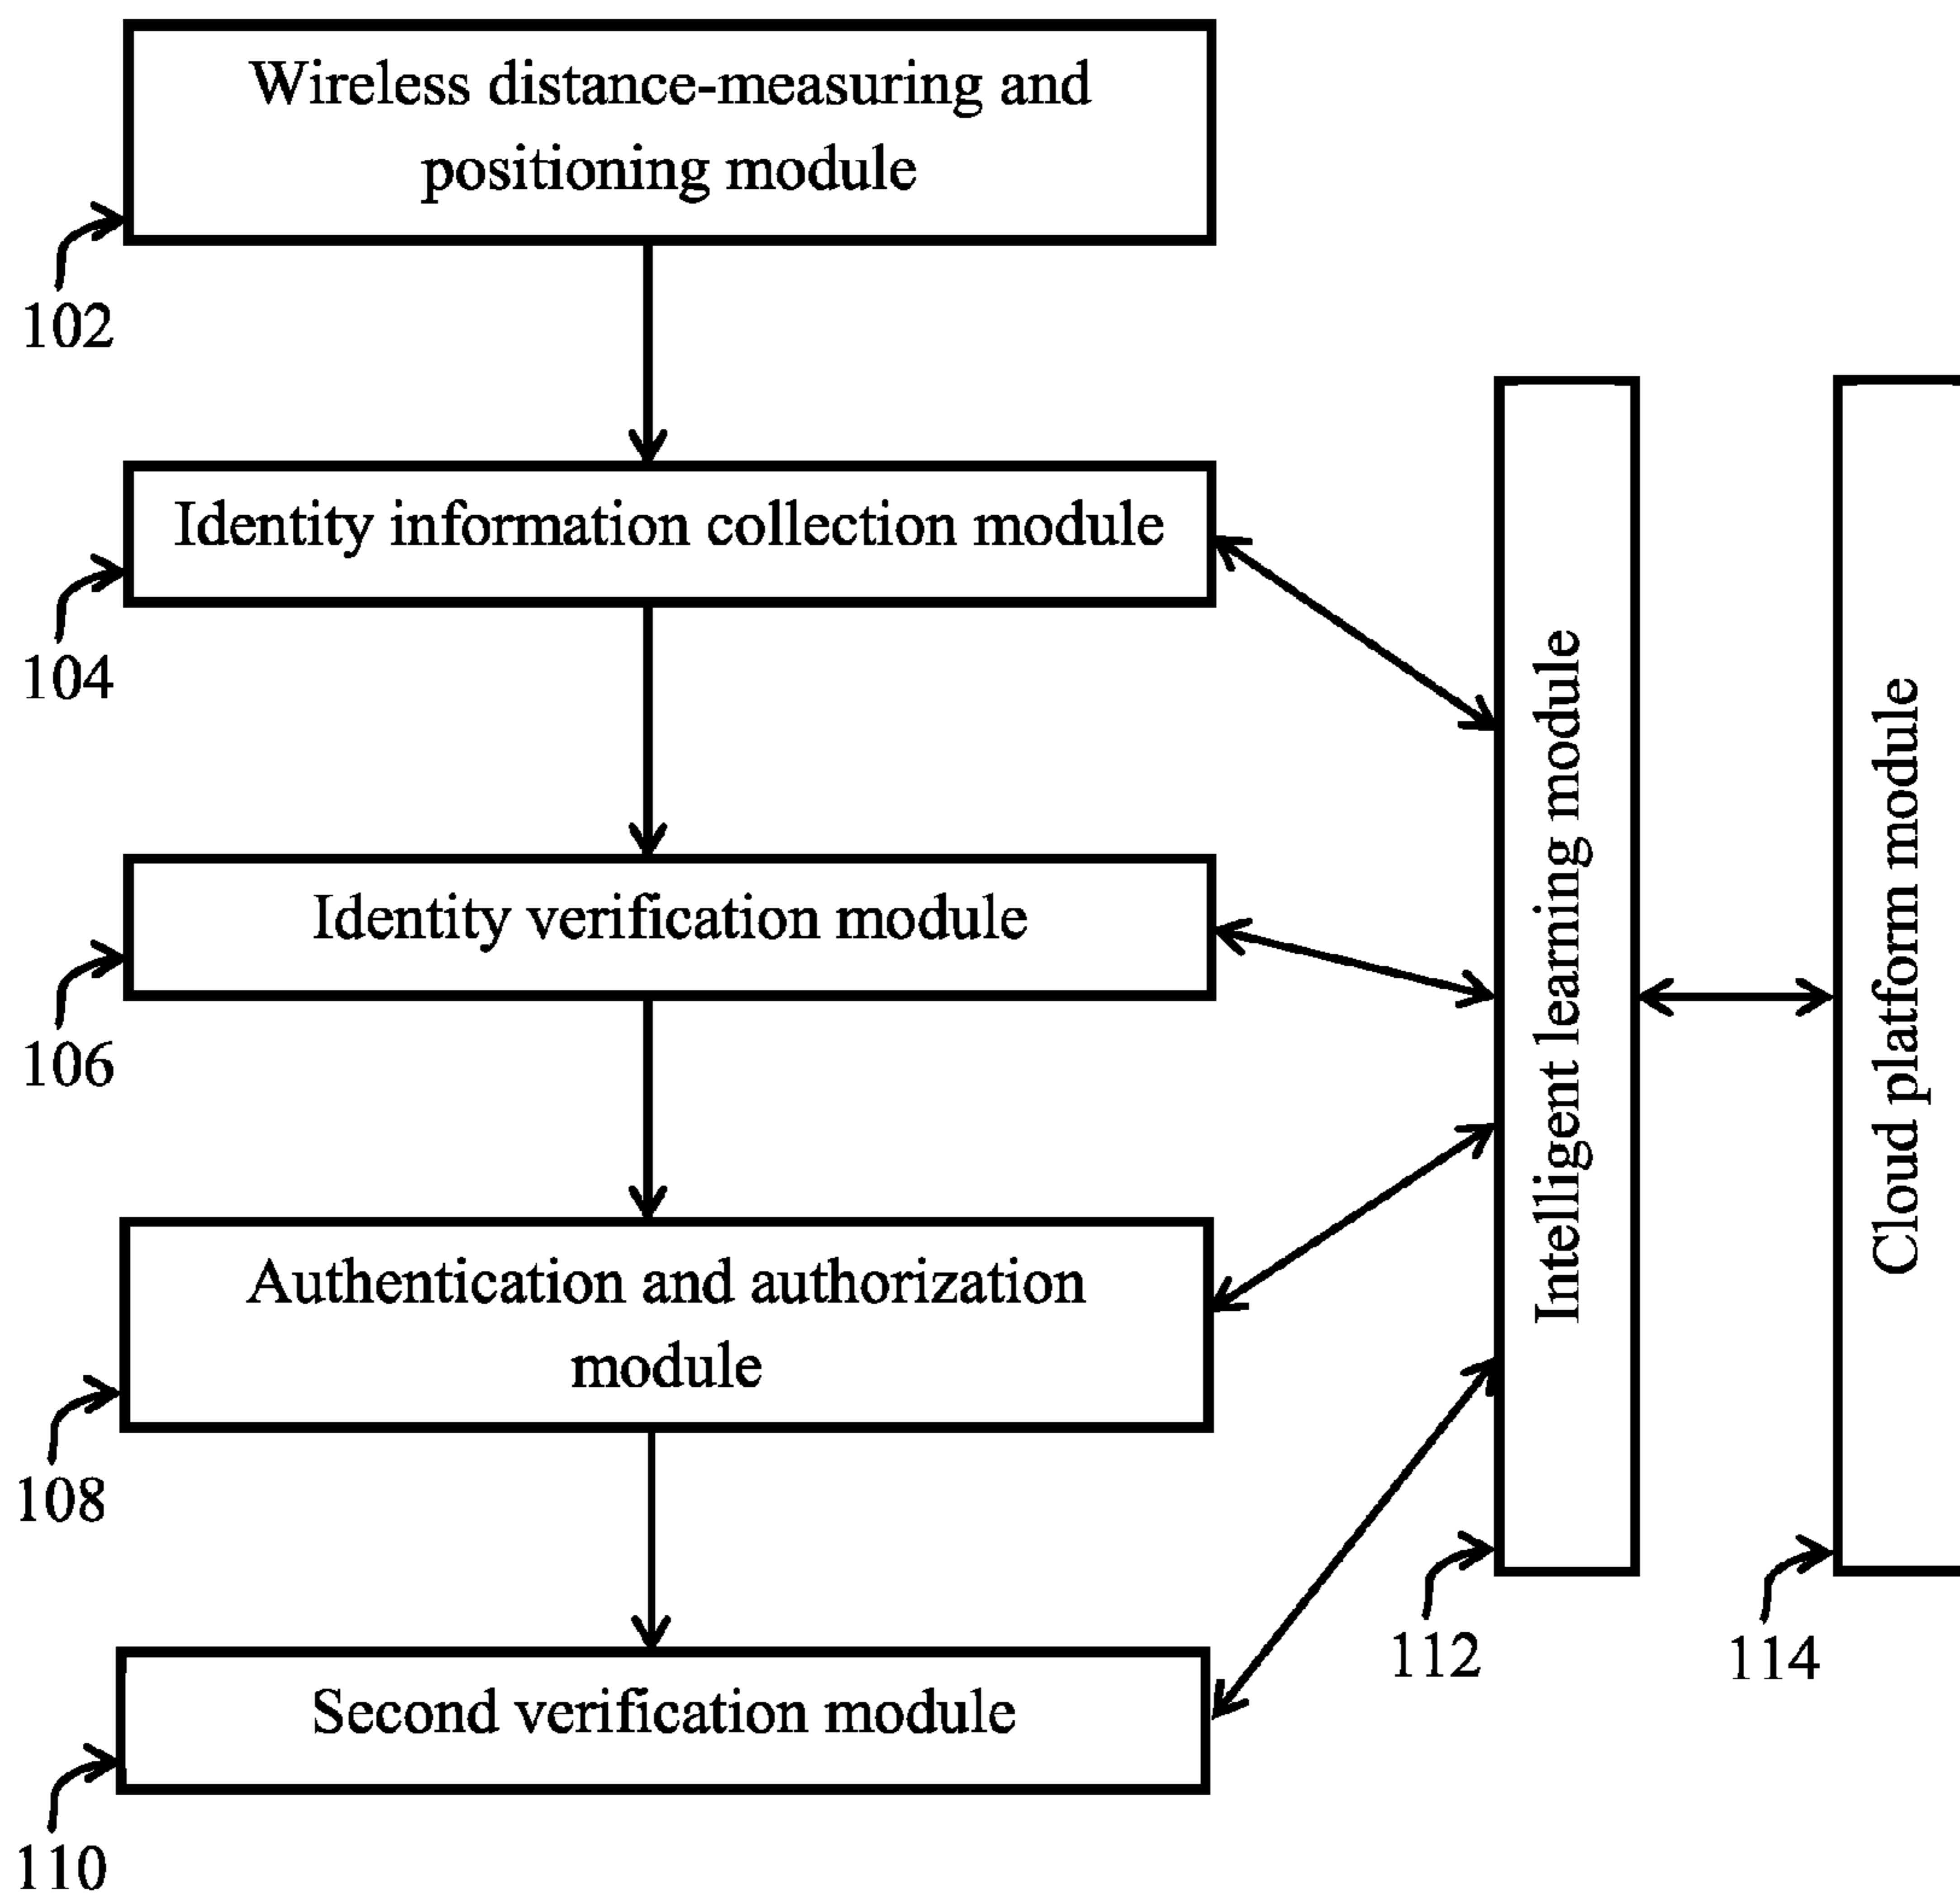 Wireless distance-measuring and
positioning module
102
Identity information collection module
104
Identity verification module
106
Authentication and authorization
module
108
Second verification module
110
Intelligent learning module
112
Cloud platform module
114